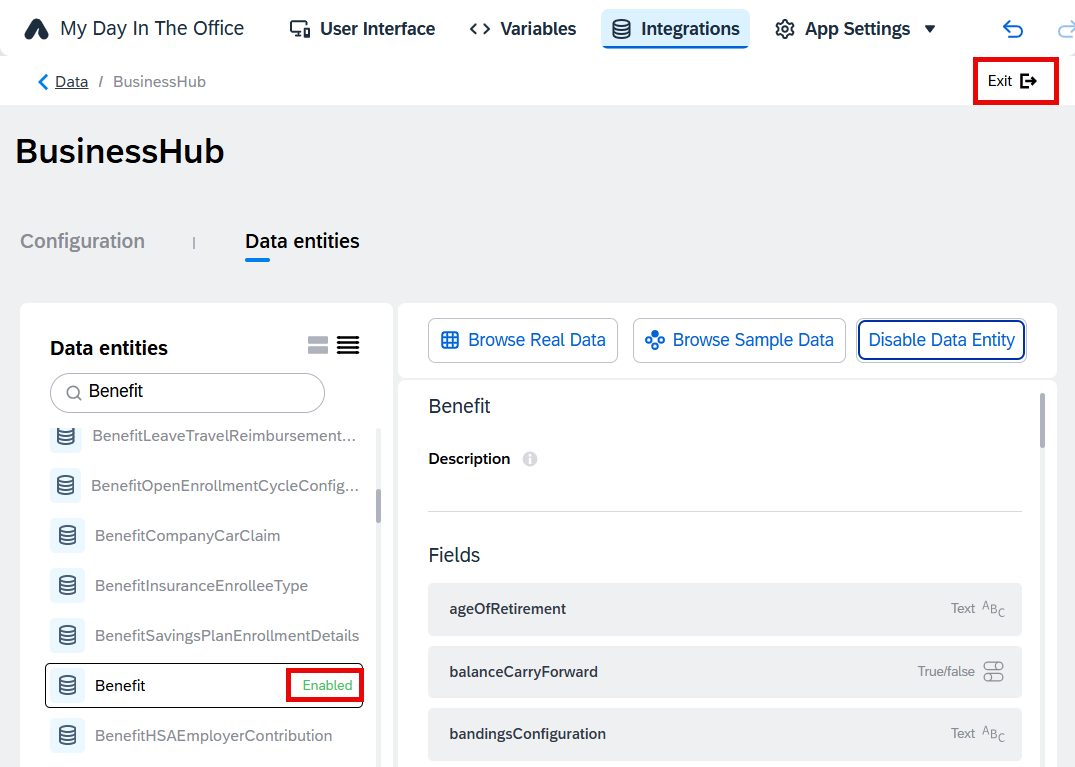 My Day In The Office
User Interface
<> Variables
Integrations
App Settings
Data / BusinessHub
Exit
BusinessHub
Configuration | Data entities
Data entities
Benefit
BenefitLeaveTravelReimbursement...
BenefitOpenEnrollmentCycleConfig...
BenefitCompanyCarClaim
BenefitInsuranceEnrolleeType
BenefitSavingsPlanEnrollmentDetails
Benefit Enabled
BenefitHSAEmployerContribution
Browse Real Data
Browse Sample Data
Disable Data Entity
Benefit
Description
Fields
ageOfRetirement Text ABC
balanceCarryForward True/false
bandingsConfiguration Text ABC